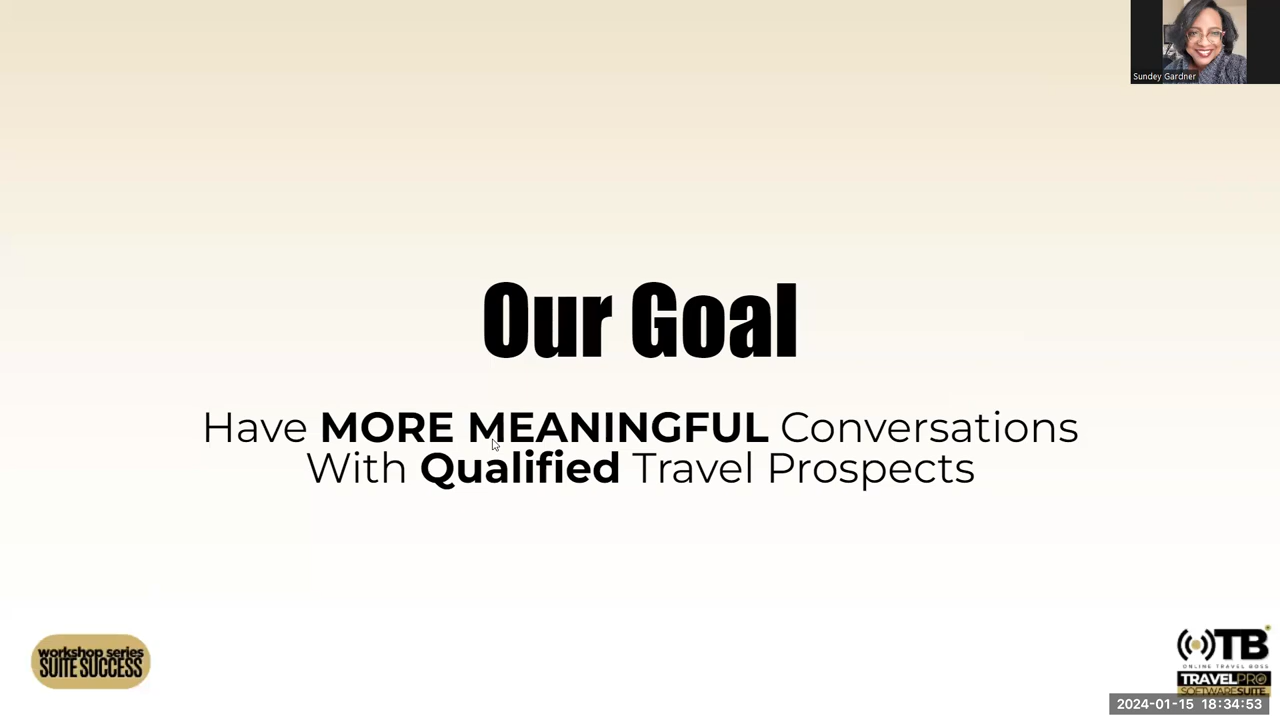 Sundey Gardner
Our Goal
Have MORE MEANINGFUL Conversations
With Qualified Travel Prospects
workshop series
SUITE SUCCESS
OTB
ONLINE TRAVEL BOSS
TRAVELPRO
SOFTWARESUITE
2024-01-15 18:34:53